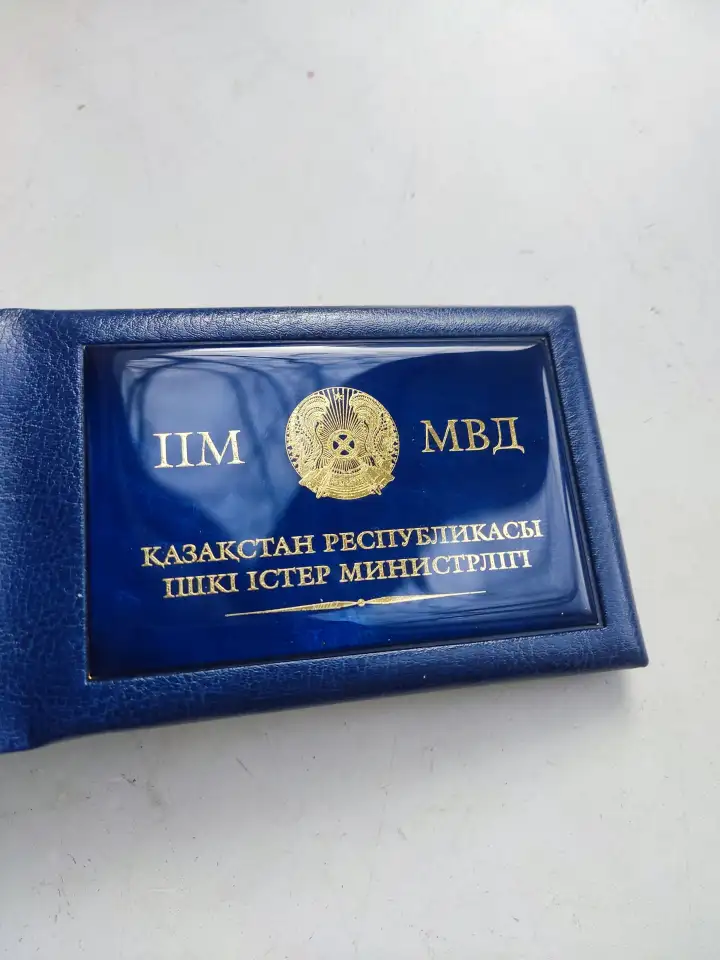 ІІМ МВД
ҚАЗАҚСТАН РЕСПУБЛИКАСЫ
ІШКІ ІСТЕР МИНИСТРЛІГІ